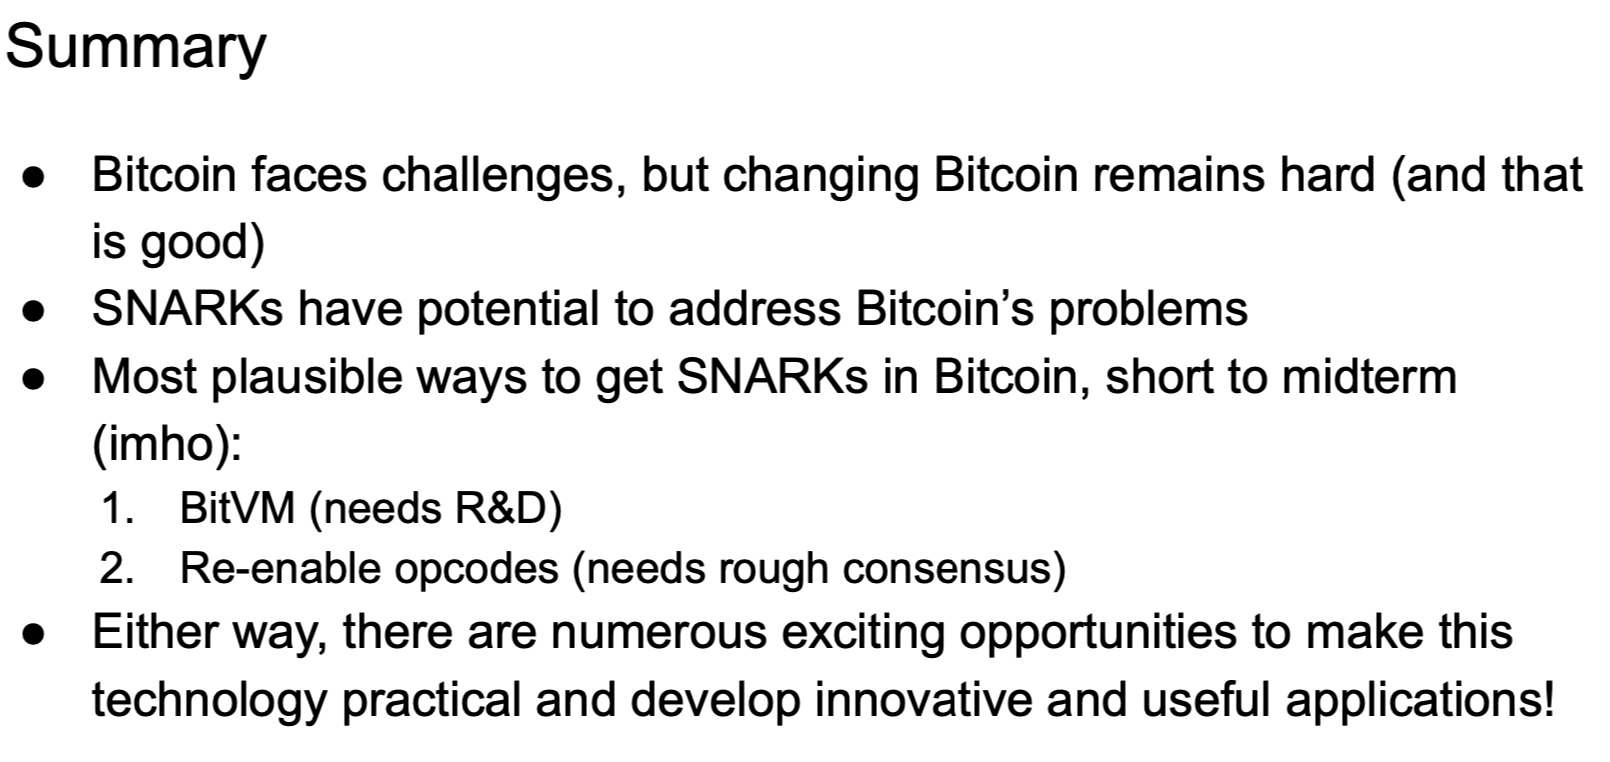 Summary
● Bitcoin faces challenges, but changing Bitcoin remains hard (and that
is good)
● SNARKs have potential to address Bitcoin’s problems
● Most plausible ways to get SNARKs in Bitcoin, short to midterm
(imho):
1. BitVM (needs R&D)
2. Re-enable opcodes (needs rough consensus)
● Either way, there are numerous exciting opportunities to make this
technology practical and develop innovative and useful applications!